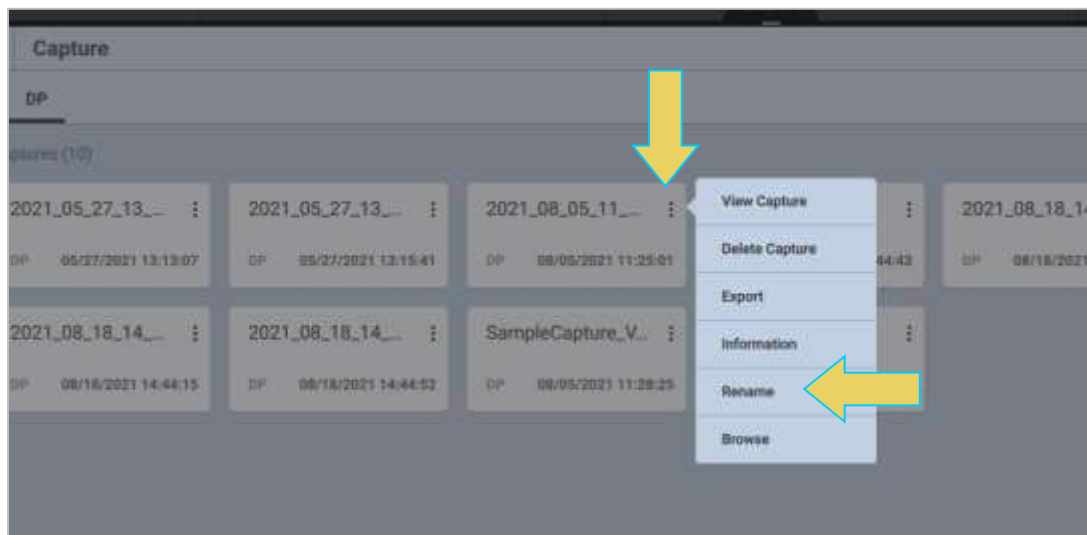 Capture
DP
ptures (10)
2021_05_27_13_...
2021_05_27_13_...
2021_08_05_11_...
2021_08_18_14
DP 05/27/2021 13:13:07
DP 05/27/2021 13:15:41
DP 08/05/2021 11:25:01
44:43
DP 08/18/2021
2021_08_18_14_...
2021_08_18_14_...
SampleCapture_V...
DP 08/18/2021 14:44:15
DP 08/18/2021 14:44:52
DP 08/05/2021 11:28:25
View Capture
Delete Capture
Export
Information
Rename
Browse